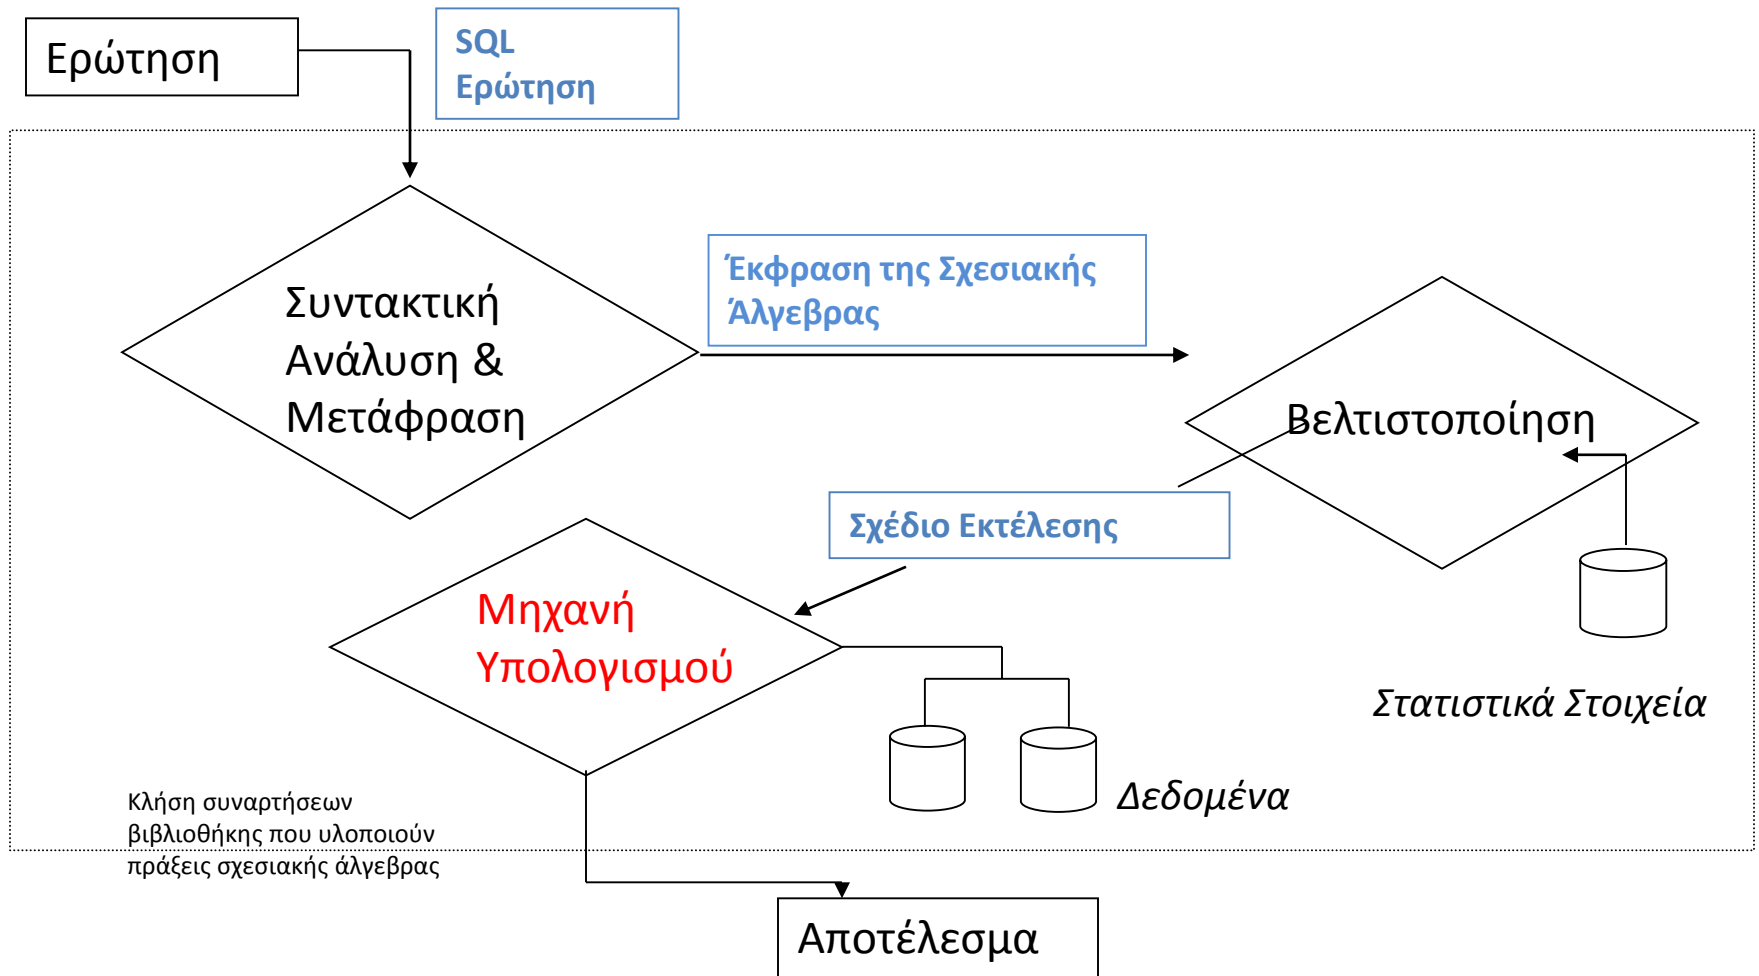 Ερώτηση
SQL
Ερώτηση
Συντακτική
Ανάλυση &
Μετάφραση
Έκφραση της Σχεσιακής
Άλγεβρας
Βελτιστοποίηση
Σχέδιο Εκτέλεσης
Μηχανή
Υπολογισμού
Στατιστικά Στοιχεία
Δεδομένα
Κλήση συναρτήσεων
βιβλιοθήκης που υλοποιούν
πράξεις σχεσιακής άλγεβρας
Αποτέλεσμα